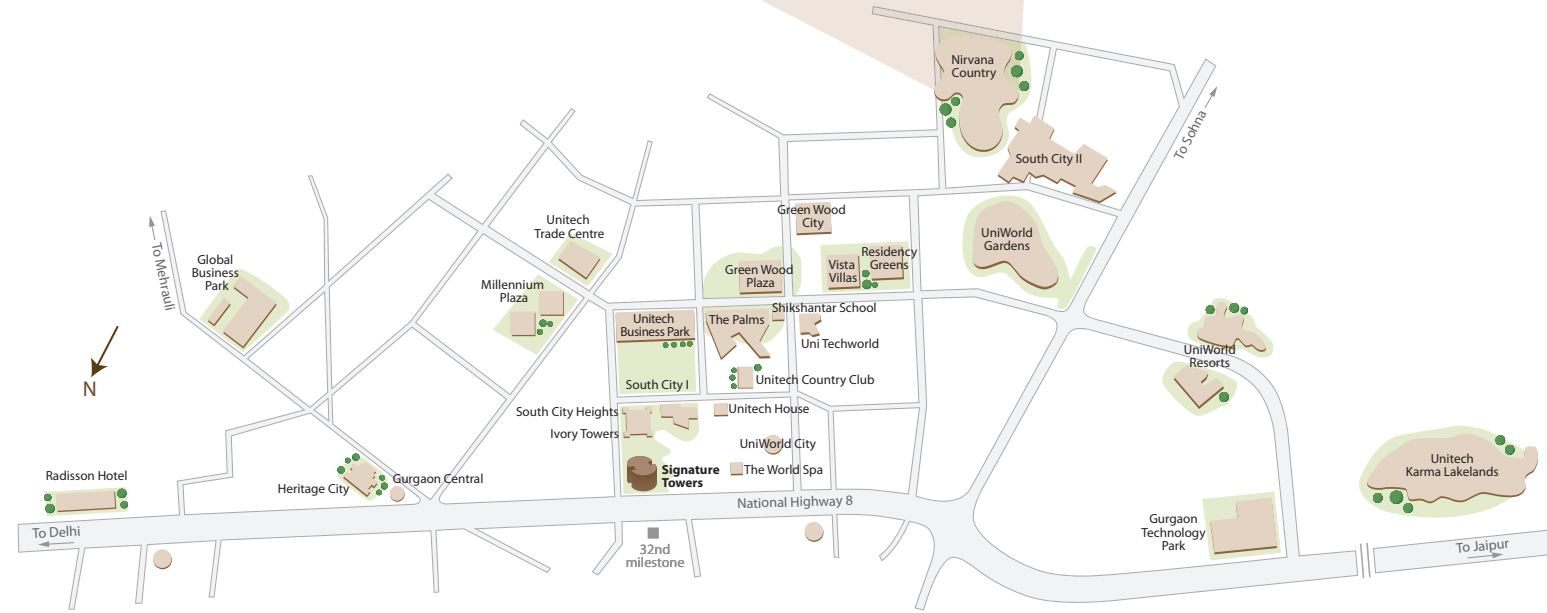 Nirvana
Country
To Sohna
South City II
Green Wood
City
Unitech
Trade Centre
UniWorld
Gardens
To Mehrauli
Global
Business
Park
Residency
Greens
Vista
Villas
Green Wood
Plaza
Millennium
Plaza
Shikshantar School
Unitech
Business Park
The Palms
Uni Techworld
UniWorld
Resorts
N
South City I
Unitech Country Club
South City Heights
Unitech House
Ivory Towers
UniWorld City
Signature
Towers
The World Spa
Unitech
Karma Lakelands
Radisson Hotel
Heritage City
Gurgaon Central
National Highway 8
To Delhi
32nd
milestone
Gurgaon
Technology
Park
To Jaipur